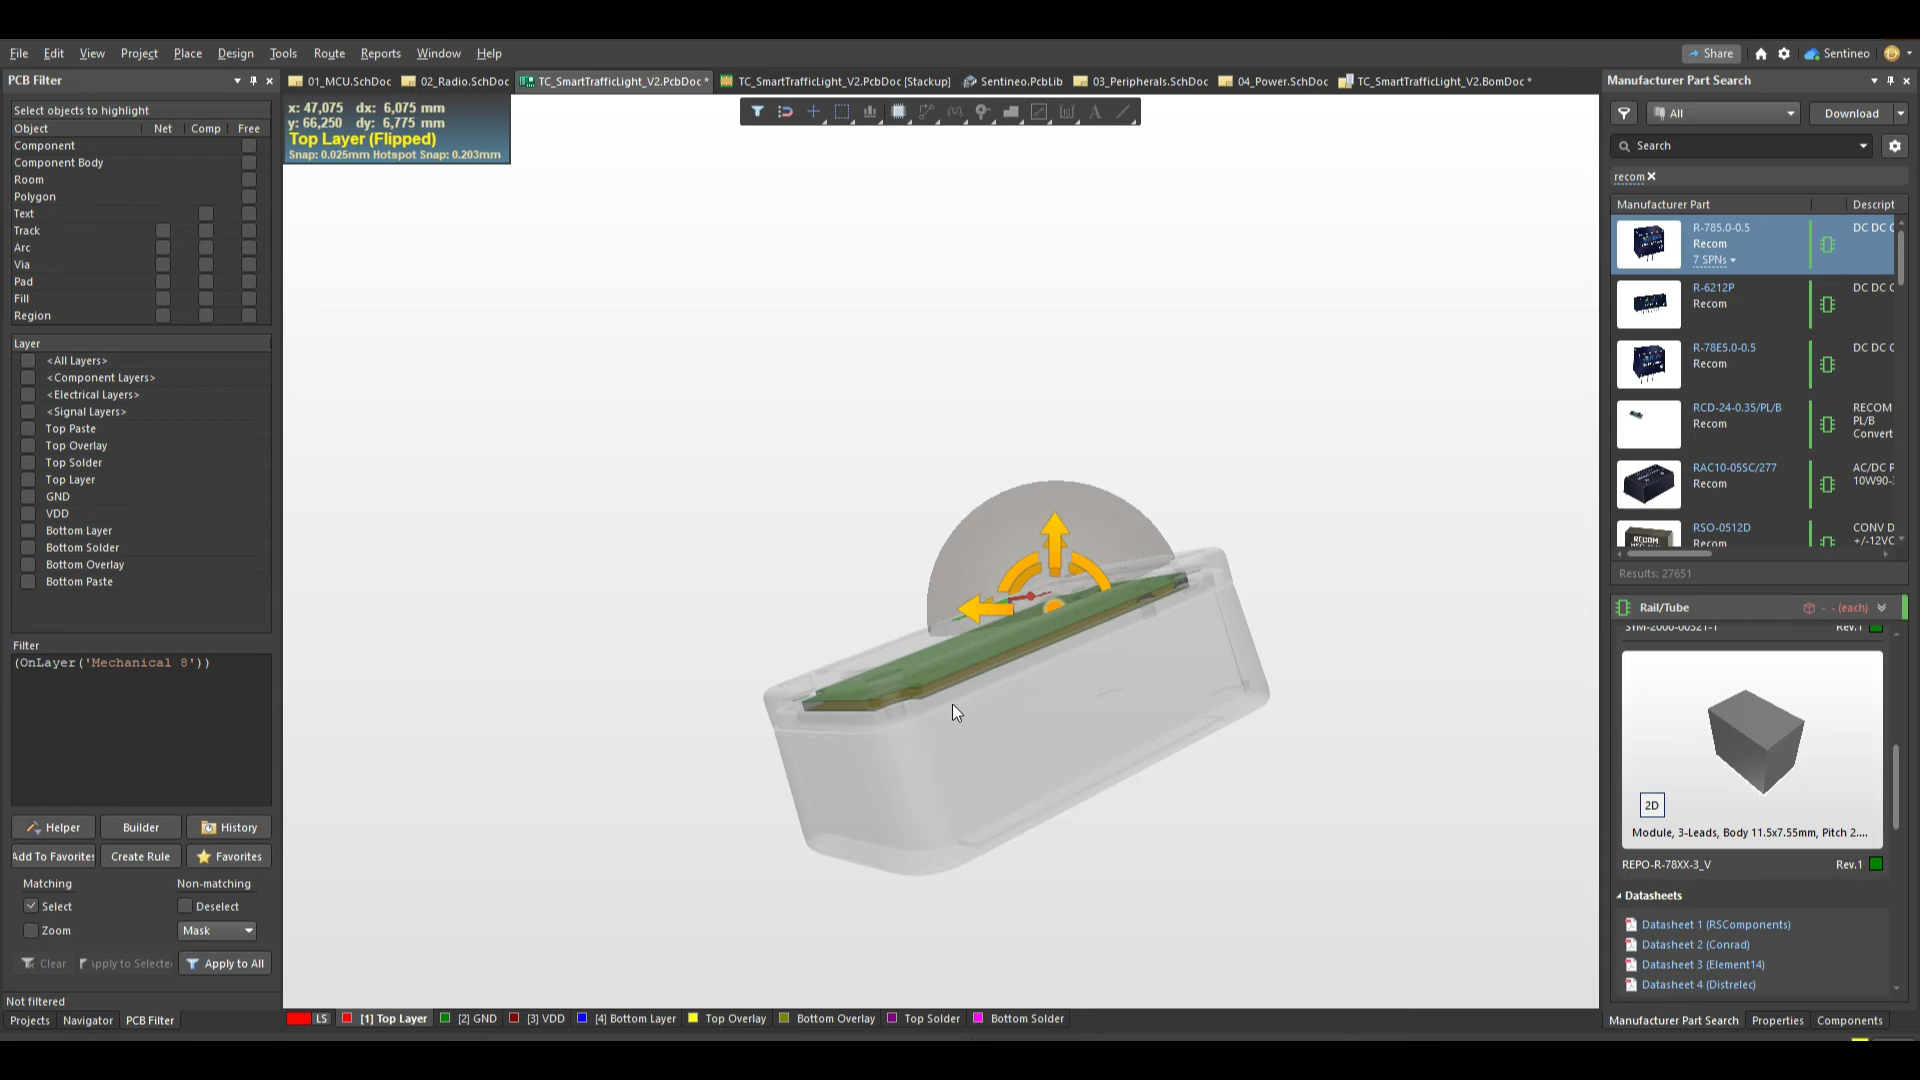 File Edit View Project Place Design Tools Route Reports Window Help
Share
Sentineo
PCB Filter
01_MCU.SchDoc 02_Radio.SchDoc TC_SmartTrafficLight_V2.PcbDoc * TC_SmartTrafficLight_V2.PcbDoc [Stackup] Sentineo.PcbLib 03_Peripherals.SchDoc 04_Power.SchDoc TC_SmartTrafficLight_V2.BomDoc *
Select objects to highlight
Object Net Comp Free
Component
Component Body
Room
Polygon
Text
Track
Arc
Via
Pad
Fill
Region
Layer
<All Layers>
<Component Layers>
<Electrical Layers>
<Signal Layers>
Top Paste
Top Overlay
Top Solder
Top Layer
GND
VDD
Bottom Layer
Bottom Solder
Bottom Overlay
Bottom Paste
Filter
(OnLayer('Mechanical 8'))
Helper Builder History
Add To Favorites Create Rule Favorites
Matching Non-matching
Select Deselect
Zoom Mask
Clear Apply to All
Not filtered
Projects Navigator PCB Filter
x: 47,075 dx: 6,075 mm
y: 66,250 dy: 6,775 mm
Top Layer (Flipped)
Snap: 0.025mm Hotspot Snap: 0.203mm
LS [1] Top Layer [2] GND [3] VDD [4] Bottom Layer Top Overlay Bottom Overlay Top Solder Bottom Solder
Manufacturer Part Search
All Download
Search
recom
Manufacturer Part Descript
R-785.0-0.5 DC DC C
Recom
7 SPNs
R-6212P DC DC C
Recom
R-78E5.0-0.5 DC DC C
Recom
RCD-24-0.35/PL/B RECOM
Recom PL/B
Convert
RAC10-05SC/277 AC/DC P
Recom 10W90-
RSO-0512D CONV D
Recom +/-12VC
Results: 27651
Rail/Tube - - (each)
SYM-2000-00321-1 Rev.1
2D
Module, 3-Leads, Body 11.5x7.55mm, Pitch 2....
REPO-R-78XX-3_V Rev.1
Datasheets
Datasheet 1 (RSComponents)
Datasheet 2 (Conrad)
Datasheet 3 (Element14)
Datasheet 4 (Distrelec)
Manufacturer Part Search Properties Components